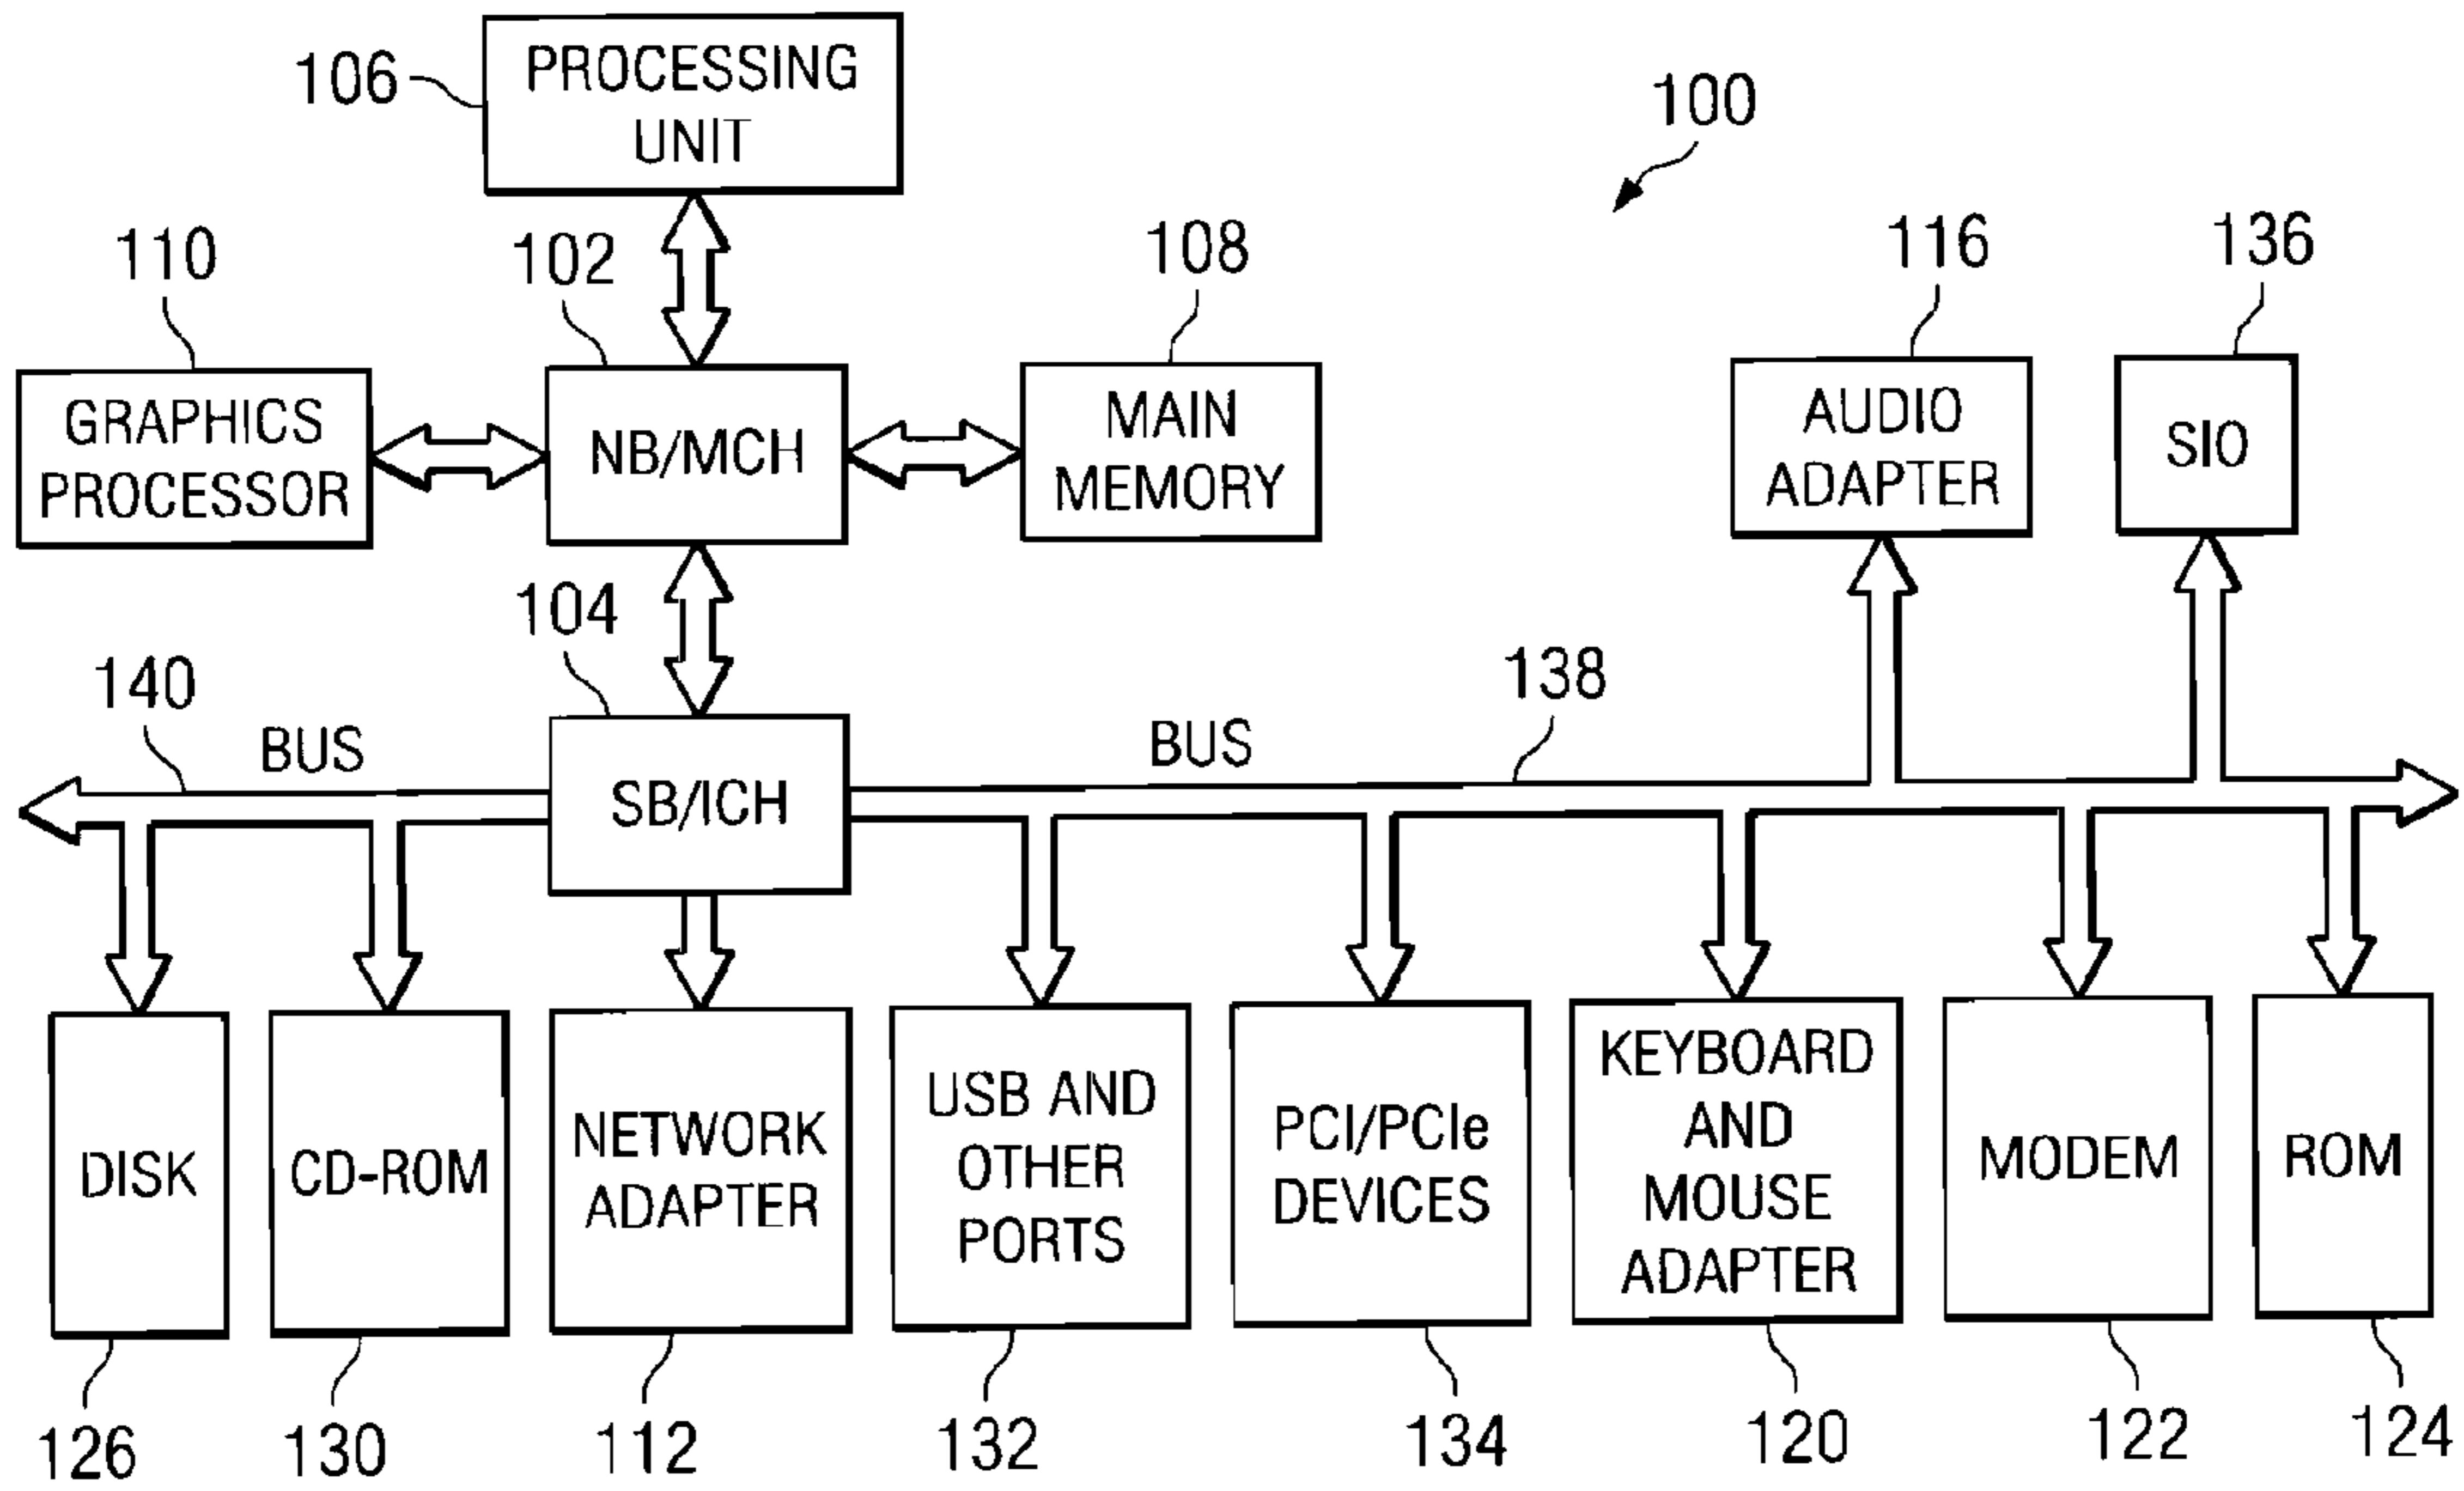 PROCESSING
UNIT
106
100
110
102
108
116
136
GRAPHICS
PROCESSOR
NB/MCH
MAIN
MEMORY
AUDIO
ADAPTER
SIO
104
140
BUS
BUS
138
SB/ICH
DISK
CD-ROM
NETWORK
ADAPTER
USB AND
OTHER
PORTS
PCI/PCIe
DEVICES
KEYBOARD
AND
MOUSE
ADAPTER
MODEM
ROM
126
130
112
132
134
120
122
124